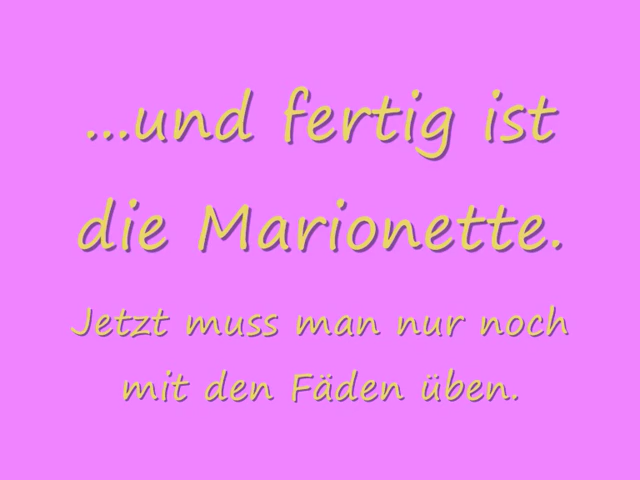 ...und fertig ist
die Marionette.
Jetzt muss man nur noch
mit den Fäden üben.